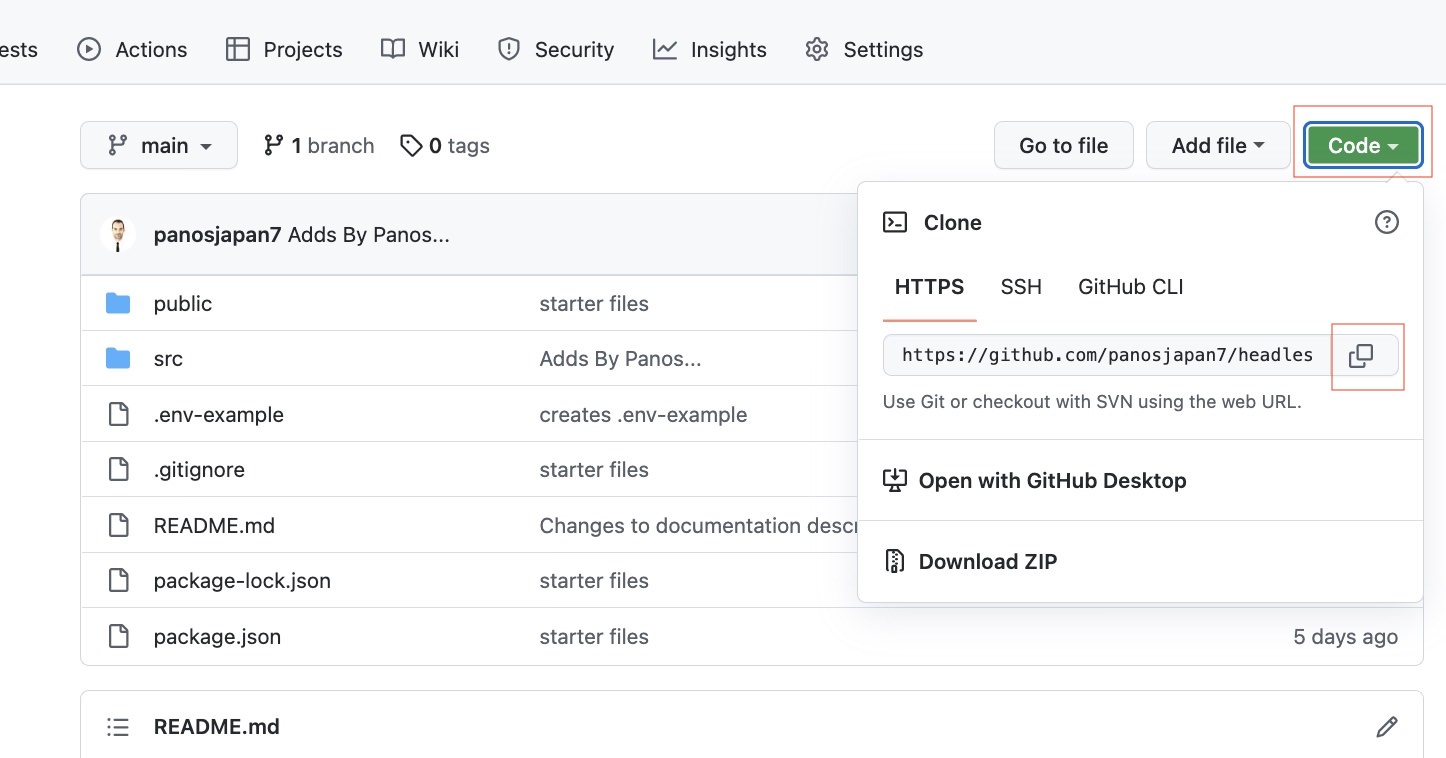 ests Actions Projects Wiki Security Insights Settings
main 1 branch 0 tags Go to file Add file Code
panosjapan7 Adds By Panos...
public starter files
src Adds By Panos...
.env-example creates .env-example
.gitignore starter files
README.md Changes to documentation descr
package-lock.json starter files
package.json starter files 5 days ago
Clone
HTTPS SSH GitHub CLI
https://github.com/panosjapan7/headles
Use Git or checkout with SVN using the web URL.
Open with GitHub Desktop
Download ZIP
README.md